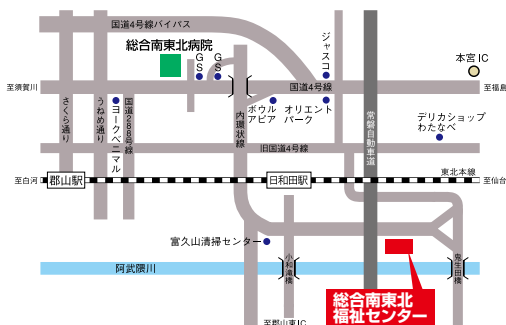 国道4号線バイパス
総合南東北病院
GS
GS
ジャスコ
本宮IC
至須賀川
国道4号線
至福島
さくら通り
うねめ通り
ヨークベニマル
国道288号線
内環状線
ボウル
アピア
オリエント
パーク
常磐自動車道
デリカショップ
わたなべ
旧国道4号線
至白河
郡山駅
日和田駅
東北本線
至仙台
富久山清掃センター
小和滝橋
鬼生田橋
阿武隈川
総合南東北
福祉センター
至郡山東IC